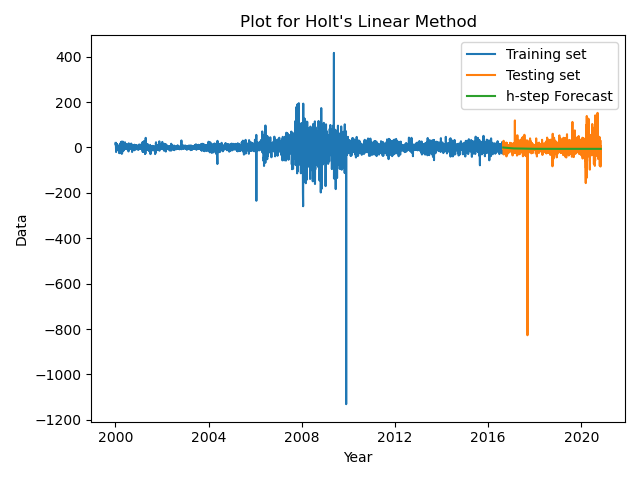 Plot for Holt's Linear Method
Training set
Testing set
h-step Forecast
400
200
0
−200
−400
−600
−800
−1000
−1200
Data
2000 2004 2008 2012 2016 2020
Year